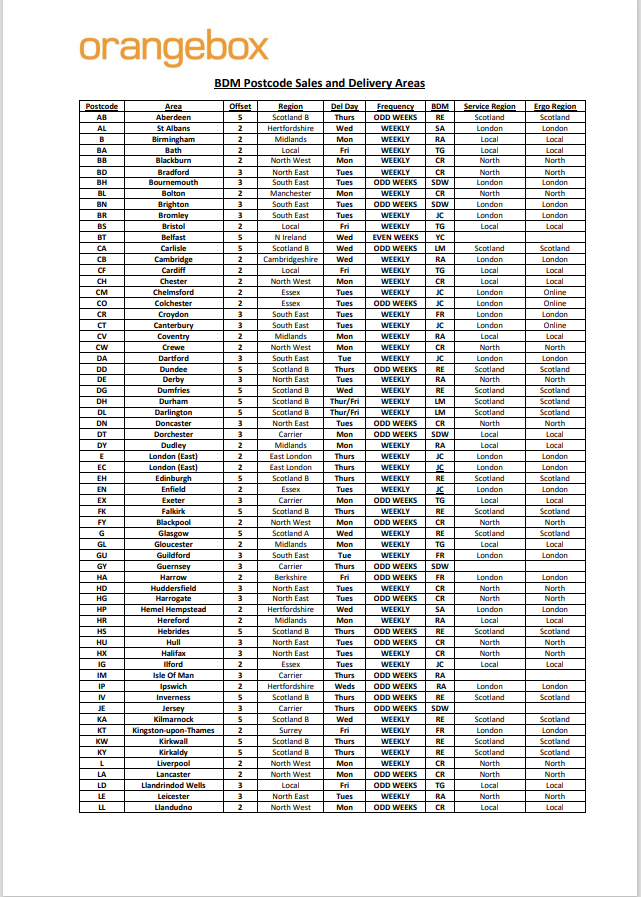 orangebox
BDM Postcode Sales and Delivery Areas
Postcode Area Offset Region Del Day Frequency BDM Service Region Ergo Region
AB Aberdeen 5 Scotland B Thurs ODD WEEKS RE Scotland Scotland
AL St Albans 2 Hertfordshire Wed WEEKLY SA London London
B Birmingham 2 Midlands Mon WEEKLY RA Local Local
BA Bath 2 Local Fri WEEKLY TG Local Local
BB Blackburn 2 North West Mon WEEKLY CR North North
BD Bradford 3 North East Tues WEEKLY CR North North
BH Bournemouth 3 South East Tues ODD WEEKS SDW London London
BL Bolton 2 Manchester Mon WEEKLY CR North North
BN Brighton 3 South East Tues ODD WEEKS SDW London London
BR Bromley 3 South East Tues WEEKLY JC London London
BS Bristol 2 Local Fri WEEKLY TG Local Local
BT Belfast 5 N Ireland Wed EVEN WEEKS YC
CA Carlisle 5 Scotland B Wed ODD WEEKS LM Scotland Scotland
CB Cambridge 2 Cambridgeshire Wed WEEKLY RA London London
CF Cardiff 2 Local Fri WEEKLY TG Local Local
CH Chester 2 North West Mon WEEKLY CR Local Local
CM Chelmsford 2 Essex Tues WEEKLY JC London Online
CO Colchester 2 Essex Tues ODD WEEKS JC London Online
CR Croydon 3 South East Tues WEEKLY FR London London
CT Canterbury 3 South East Tues WEEKLY JC London Online
CV Coventry 2 Midlands Mon WEEKLY RA Local Local
CW Crewe 2 North West Mon WEEKLY CR North North
DA Dartford 3 South East Tue WEEKLY JC London London
DD Dundee 5 Scotland B Thurs ODD WEEKS RE Scotland Scotland
DE Derby 3 North East Tues WEEKLY RA North North
DG Dumfries 5 Scotland B Wed WEEKLY RE Scotland Scotland
DH Durham 5 Scotland B Thur/Fri WEEKLY LM Scotland Scotland
DL Darlington 5 Scotland B Thur/Fri WEEKLY LM Scotland Scotland
DN Doncaster 3 North East Tues ODD WEEKS CR North North
DT Dorchester 3 Carrier Mon ODD WEEKS SDW Local Local
DY Dudley 2 Midlands Mon WEEKLY RA Local Local
E London (East) 2 East London Thurs WEEKLY JC London London
EC London (East) 2 East London Thurs WEEKLY JC London London
EH Edinburgh 5 Scotland B Thurs WEEKLY RE Scotland Scotland
EN Enfield 2 Essex Tues WEEKLY JC London London
EX Exeter 3 Carrier Mon ODD WEEKS TG Local Local
FK Falkirk 5 Scotland B Thurs WEEKLY RE Scotland Scotland
FY Blackpool 2 North West Mon ODD WEEKS CR North North
G Glasgow 5 Scotland A Wed WEEKLY RE Scotland Scotland
GL Gloucester 2 Midlands Mon WEEKLY TG Local Local
GU Guildford 3 South East Tue WEEKLY FR London London
GY Guernsey 3 Carrier Thurs ODD WEEKS SDW
HA Harrow 2 Berkshire Fri ODD WEEKS FR London London
HD Huddersfield 3 North East Tues WEEKLY CR North North
HG Harrogate 3 North East Tues ODD WEEKS CR North North
HP Hemel Hempstead 2 Hertfordshire Wed WEEKLY SA London London
HR Hereford 2 Midlands Mon WEEKLY RA Local Local
HS Hebrides 5 Scotland B Thurs ODD WEEKS RE Scotland Scotland
HU Hull 3 North East Tues ODD WEEKS CR North North
HX Halifax 3 North East Tues WEEKLY CR North North
IG Ilford 2 Essex Tues WEEKLY JC Local Local
IM Isle Of Man 3 Carrier Thurs ODD WEEKS RA
IP Ipswich 2 Hertfordshire Weds ODD WEEKS RA London London
IV Inverness 5 Scotland B Thurs ODD WEEKS RE Scotland Scotland
JE Jersey 3 Carrier Thurs ODD WEEKS SDW
KA Kilmarnock 5 Scotland B Wed WEEKLY RE Scotland Scotland
KT Kingston-upon-Thames 2 Surrey Fri WEEKLY FR London London
KW Kirkwall 5 Scotland B Thurs WEEKLY RE Scotland Scotland
KY Kirkaldy 5 Scotland B Thurs WEEKLY RE Scotland Scotland
L Liverpool 2 North West Mon WEEKLY CR North North
LA Lancaster 2 North West Mon ODD WEEKS CR North North
LD Llandrindod Wells 3 Local Fri ODD WEEKS TG Local Local
LE Leicester 3 North East Tues WEEKLY RA North North
LL Llandudno 2 North West Mon ODD WEEKS CR Local Local